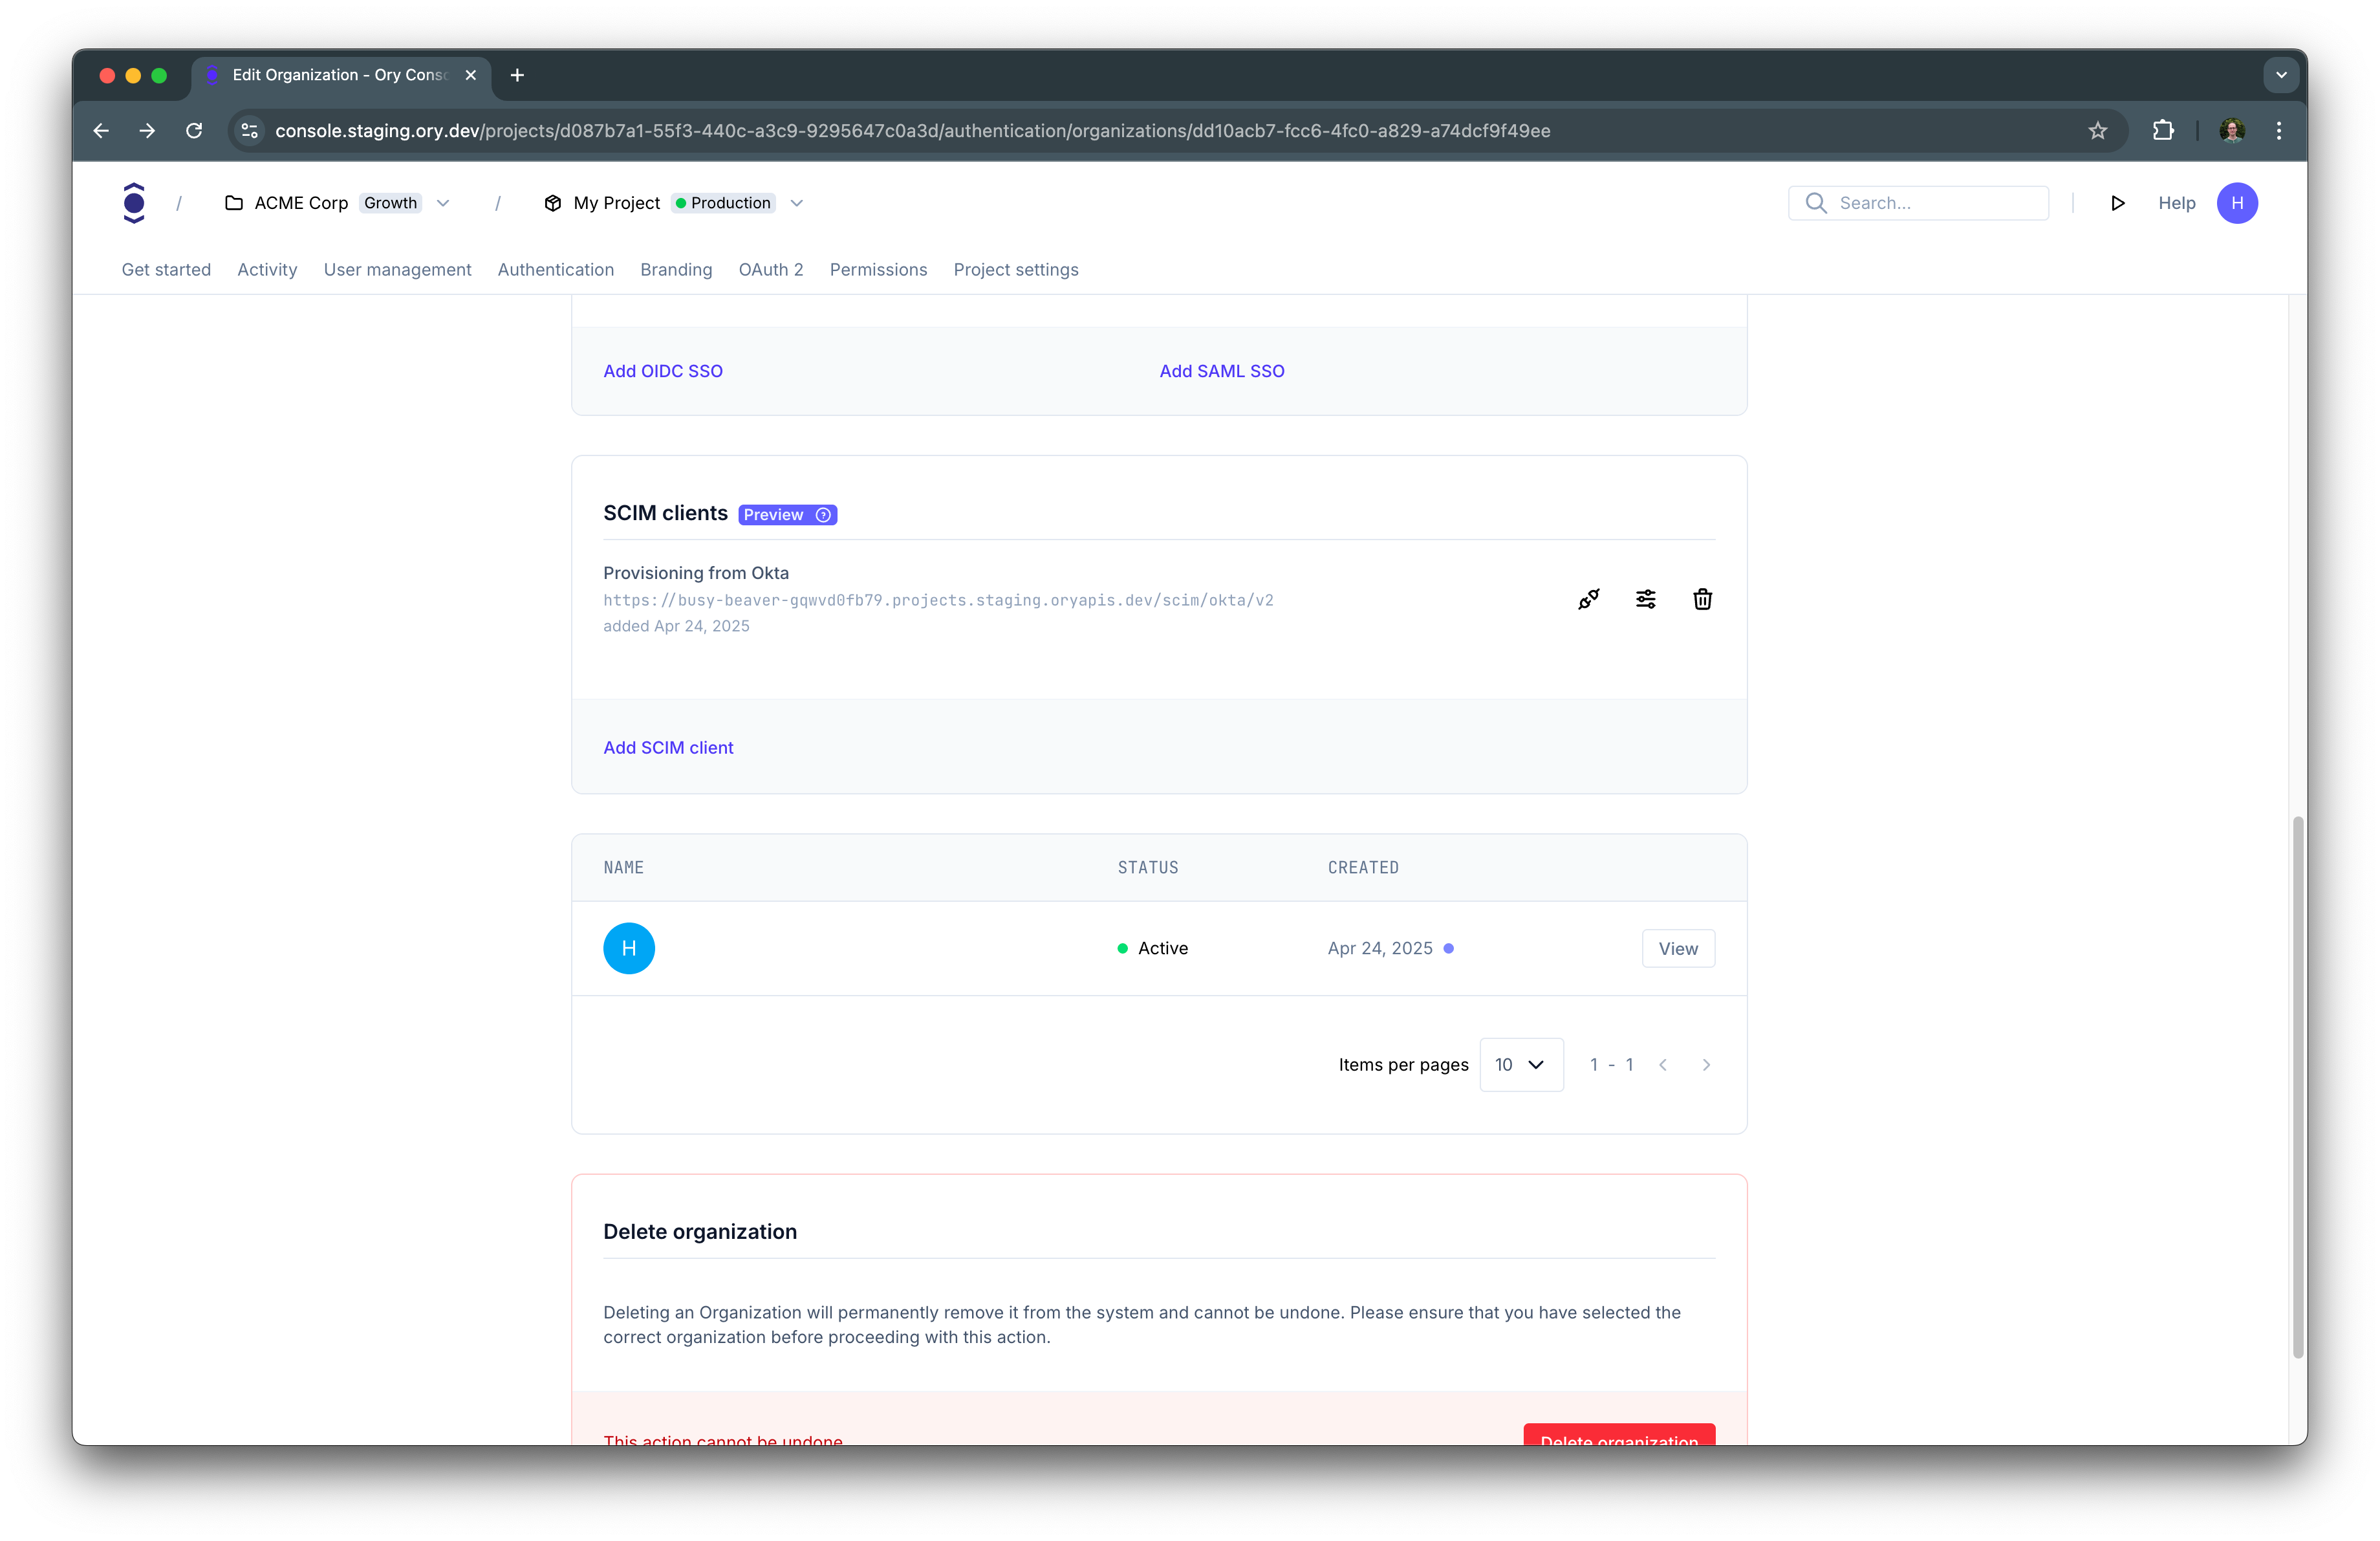 Edit Organization - Ory Conso
console.staging.ory.dev/projects/d087b7a1-55f3-440c-a3c9-9295647c0a3d/authentication/organizations/dd10acb7-fcc6-4fc0-a829-a74dcf9f49ee
/ ACME Corp Growth / My Project Production Search... Help H
Get started Activity User management Authentication Branding OAuth 2 Permissions Project settings
Add OIDC SSO Add SAML SSO
SCIM clients Preview ?
Provisioning from Okta
https://busy-beaver-gqwvd0fb79.projects.staging.oryapis.dev/scim/okta/v2
added Apr 24, 2025
Add SCIM client
NAME STATUS CREATED
H Active Apr 24, 2025 View
Items per pages 10 1 - 1
Delete organization
Deleting an Organization will permanently remove it from the system and cannot be undone. Please ensure that you have selected the
correct organization before proceeding with this action.
This action cannot be undone Delete organization